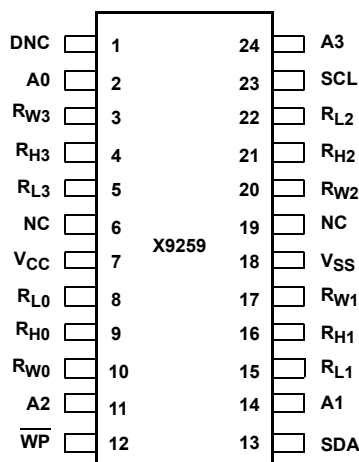 DNC 1 24 A3
A0 2 23 SCL
RW3 3 22 RL2
RH3 4 21 RH2
RL3 5 20 RW2
NC 6 19 NC
X9259
VCC 7 18 VSS
RL0 8 17 RW1
RH0 9 16 RH1
RW0 10 15 RL1
A2 11 14 A1
W̅P̅ 12 13 SDA